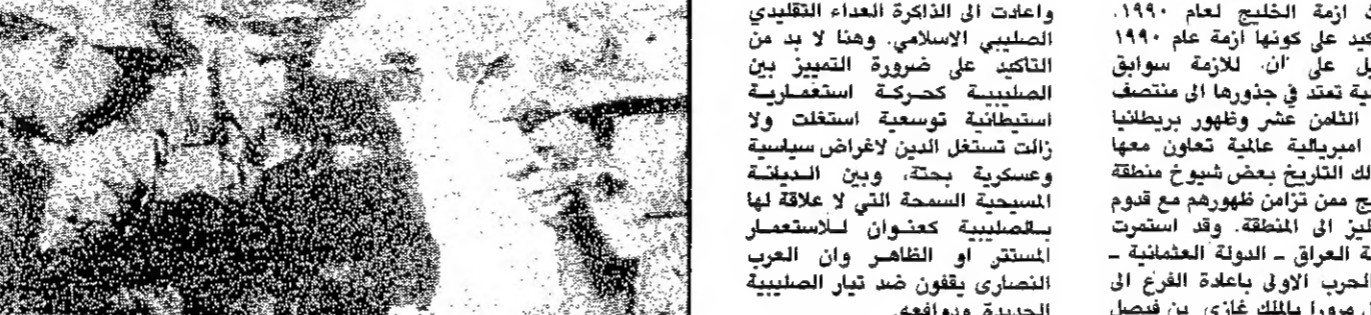 ازمة الخليج لعام ١٩٩٠.
على كونها ازمة عام ١٩٩٠
على ان. للازمة سوابق
تمتد في جذورها الى منتصف
الثامن عشر وظهور بريطانيا
امبريالية عالمية تعاون معها
التاريخ بعض شيوخ منطقة
ممن تزامن ظهورهم مع قدوم
الى المنطقة. وقد استمرت
العراق ـ الدولة العثمانية ـ
الحرب الاولى باعادة الفرع الى
مرورا بالملك غازي بن فيصل
واعادت الى الذاكرة العداء التقليدي
الصليبي الاسلامي. وهنا لا بد من
التاكيد على ضرورة التمييز بين
الصليبية كحركة استعمارية
استيطانية توسعية استغلت ولا
زالت تستغل الدين لاغراض سياسية
وعسكرية بحتة، وبين الديانة
المسيحية السمحة التي لا علاقة لها
بالصليبية كعنوان للاستعمار
المستتر او الظاهر وان العرب
النصارى يقفون ضد تيار الصليبية
الجديدة ودوافعه.